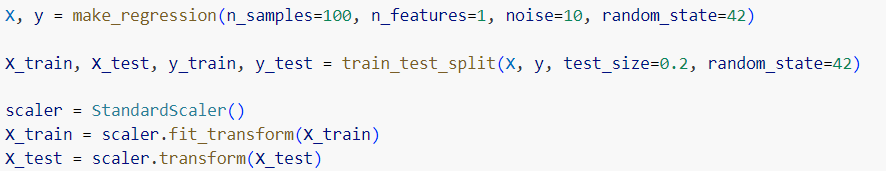 X, y = make_regression(n_samples=100, n_features=1, noise=10, random_state=42)
X_train, X_test, y_train, y_test = train_test_split(X, y, test_size=0.2, random_state=42)
scaler = StandardScaler()
X_train = scaler.fit_transform(X_train)
X_test = scaler.transform(X_test)